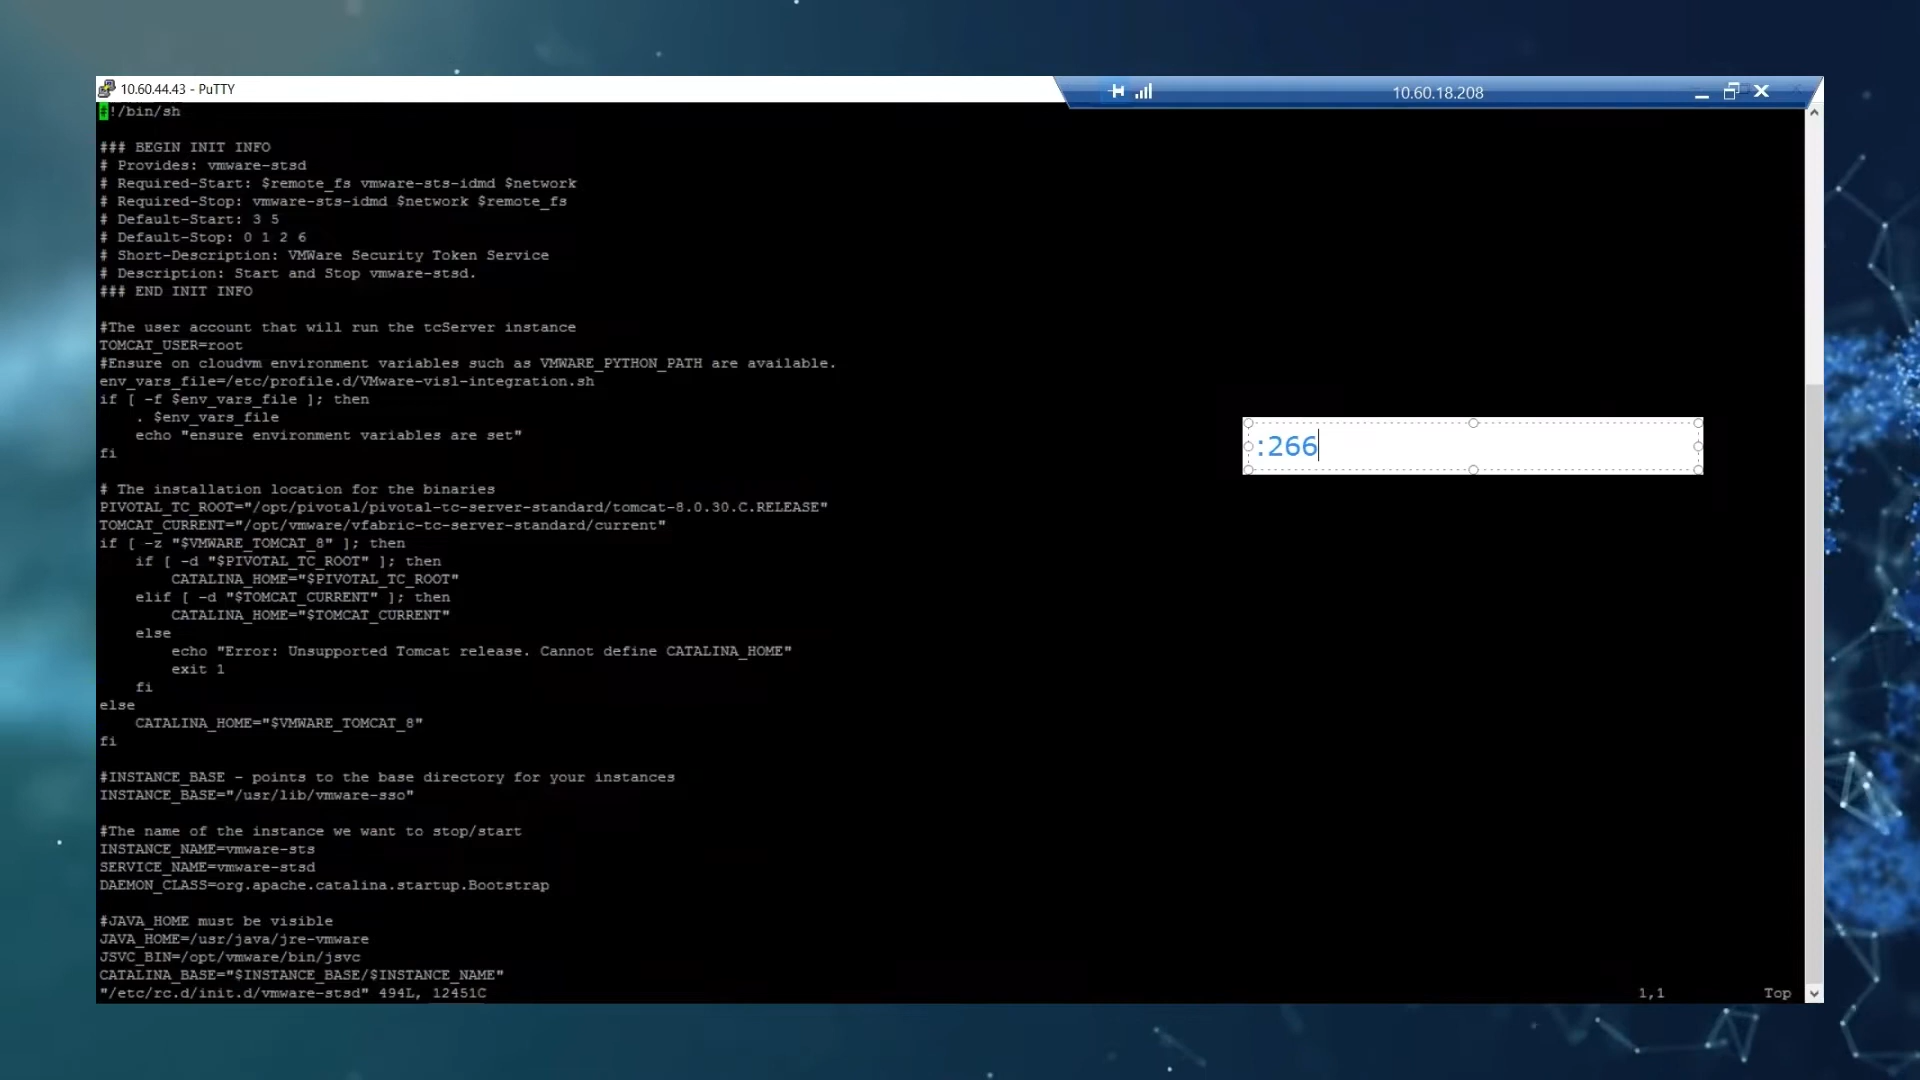 10.60.44.43 - PuTTY
10.60.18.208
#!/bin/sh
### BEGIN INIT INFO
# Provides: vmware-stsd
# Required-Start: $remote_fs vmware-sts-idmd $network
# Required-Stop: vmware-sts-idmd $network $remote_fs
# Default-Start: 3 5
# Default-Stop: 0 1 2 6
# Short-Description: VMWare Security Token Service
# Description: Start and Stop vmware-stsd.
### END INIT INFO
#The user account that will run the tcServer instance
TOMCAT_USER=root
#Ensure on cloudvm environment variables such as VMWARE_PYTHON_PATH are available.
env_vars_file=/etc/profile.d/VMware-visl-integration.sh
if [ -f $env_vars_file ]; then
. $env_vars_file
echo "ensure environment variables are set"
fi
:266
# The installation location for the binaries
PIVOTAL_TC_ROOT="/opt/pivotal/pivotal-tc-server-standard/tomcat-8.0.30.C.RELEASE"
TOMCAT_CURRENT="/opt/vmware/vfabric-tc-server-standard/current"
if [ -z "$VMWARE_TOMCAT_8" ]; then
if [ -d "$PIVOTAL_TC_ROOT" ]; then
CATALINA_HOME="$PIVOTAL_TC_ROOT"
elif [ -d "$TOMCAT_CURRENT" ]; then
CATALINA_HOME="$TOMCAT_CURRENT"
else
echo "Error: Unsupported Tomcat release. Cannot define CATALINA_HOME"
exit 1
fi
else
CATALINA_HOME="$VMWARE_TOMCAT_8"
fi
#INSTANCE_BASE - points to the base directory for your instances
INSTANCE_BASE="/usr/lib/vmware-sso"
#The name of the instance we want to stop/start
INSTANCE_NAME=vmware-sts
SERVICE_NAME=vmware-stsd
DAEMON_CLASS=org.apache.catalina.startup.Bootstrap
#JAVA_HOME must be visible
JAVA_HOME=/usr/java/jre-vmware
JSVC_BIN=/opt/vmware/bin/jsvc
CATALINA_BASE="$INSTANCE_BASE/$INSTANCE_NAME"
"/etc/rc.d/init.d/vmware-stsd" 494L, 12451C 1,1 Top